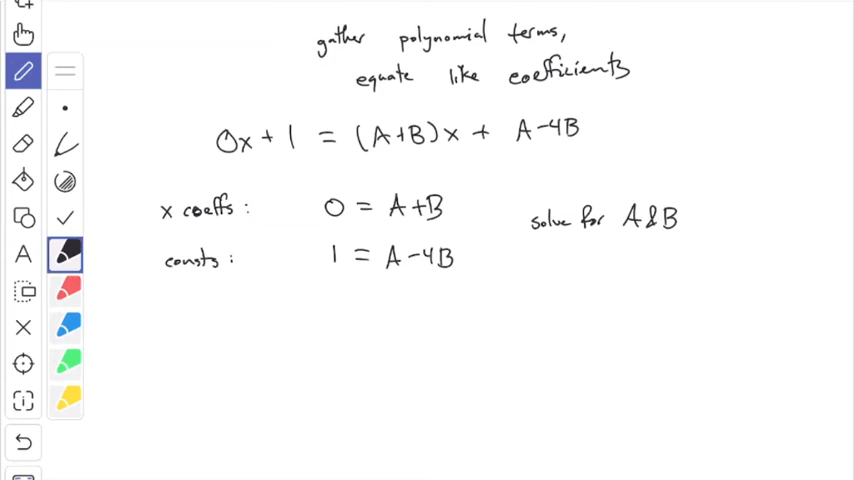 gather polynomial terms,
equate like coefficients
0x + 1 = (A+B)x + A-4B
x coeffs : 0 = A+B
solve for A&B
consts : 1 = A-4B